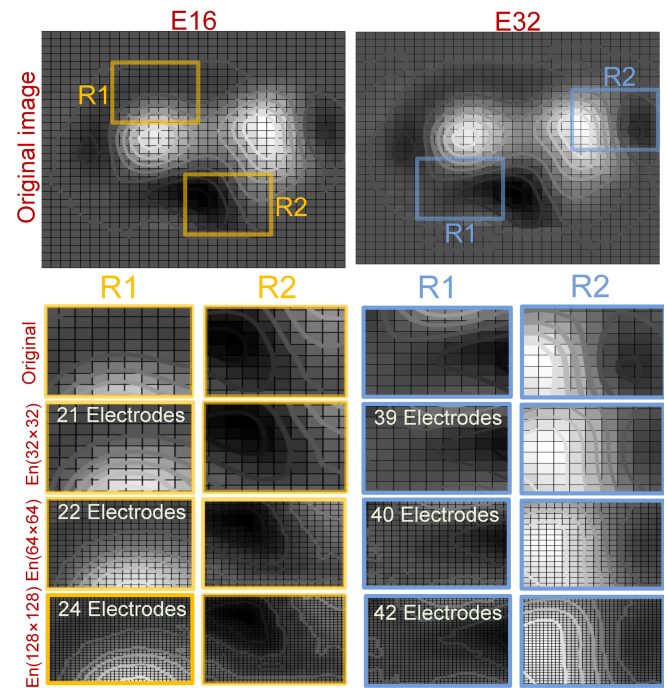 E16 E32
Original image
R1
R2
R2
R1
R1 R2 R1 R2
Original
En(32×32)
21 Electrodes 39 Electrodes
En(64×64)
22 Electrodes 40 Electrodes
En(128×128)
24 Electrodes 42 Electrodes